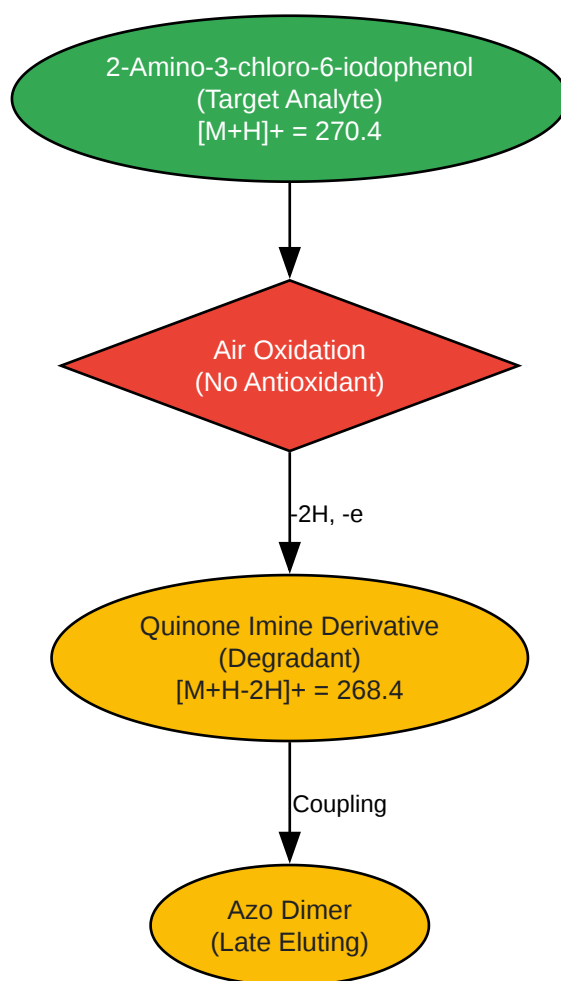 2-Amino-3-chloro-6-iodophenol
(Target Analyte)
[M+H]+ = 270.4
Air Oxidation
(No Antioxidant)
-2H, -e
Quinone Imine Derivative
(Degradant)
[M+H-2H]+ = 268.4
Coupling
Azo Dimer
(Late Eluting)